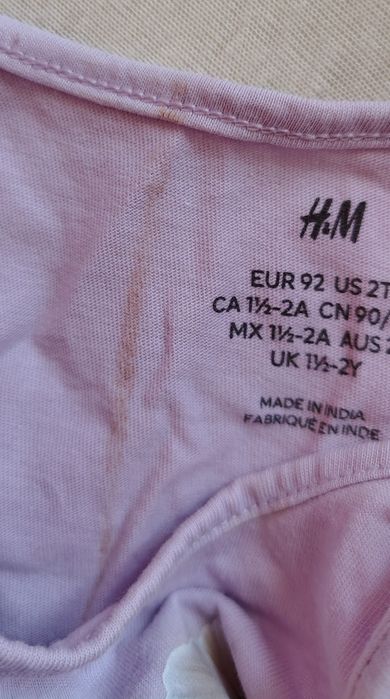 H&M
EUR 92 US 2T
CA 1½-2A CN 90/
MX 1½-2A AUS
UK 1½-2Y
MADE IN INDIA
FABRIQUÉ EN INDE